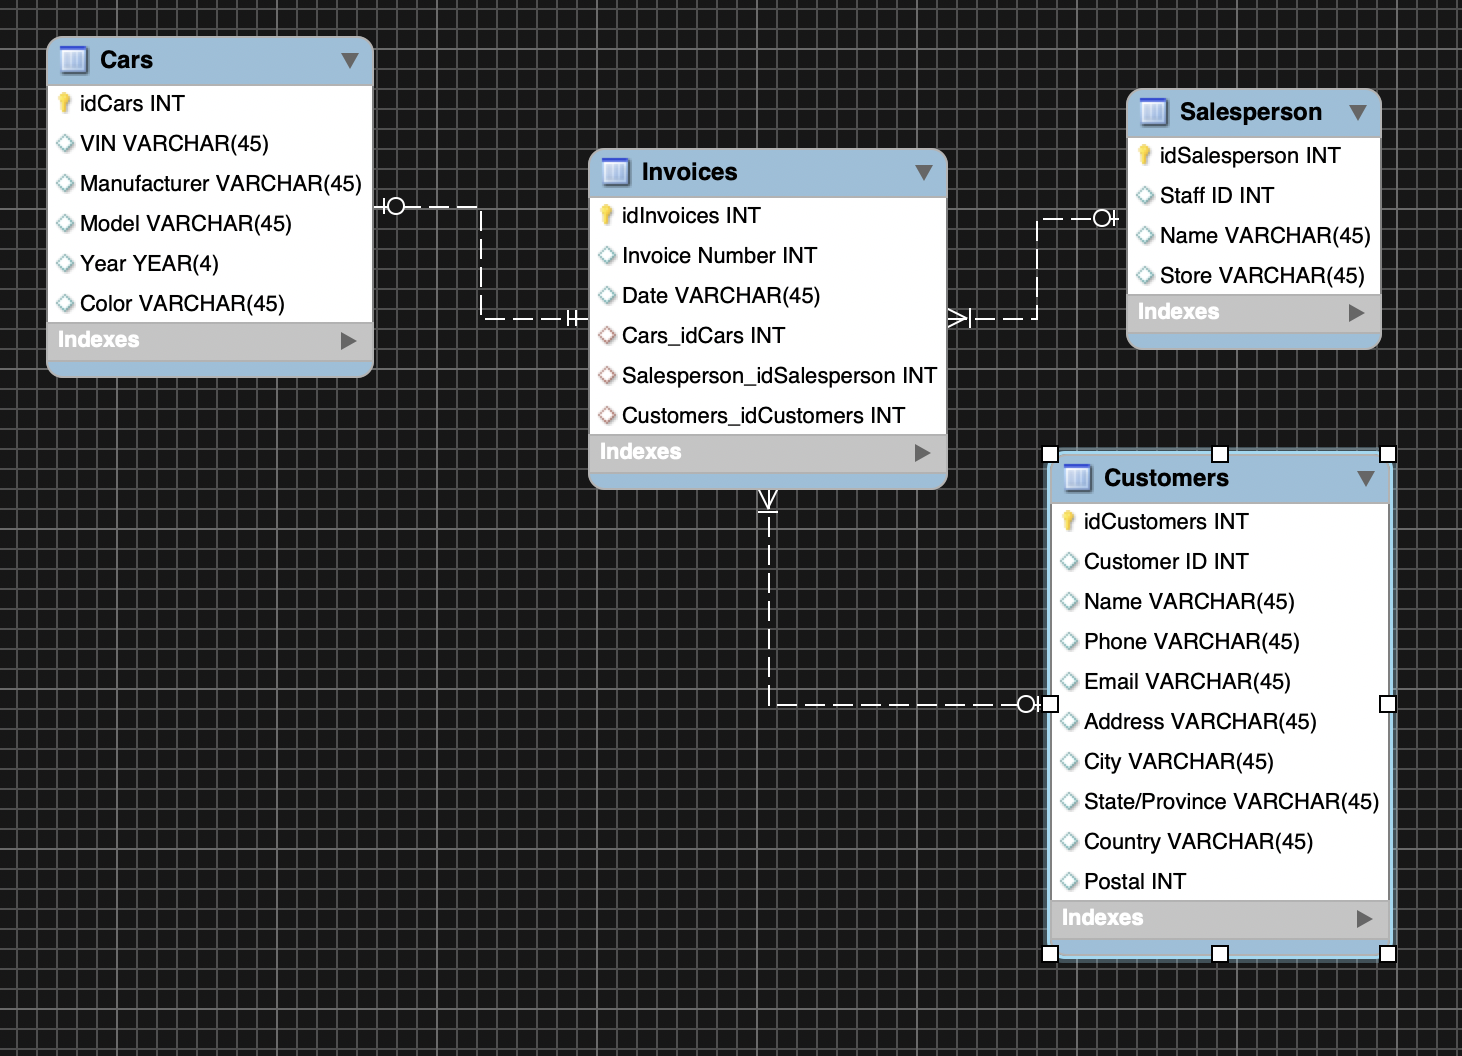 Cars
idCars INT
VIN VARCHAR(45)
Manufacturer VARCHAR(45)
Model VARCHAR(45)
Year YEAR(4)
Color VARCHAR(45)
Indexes
Invoices
idInvoices INT
Invoice Number INT
Date VARCHAR(45)
Cars_idCars INT
Salesperson_idSalesperson INT
Customers_idCustomers INT
Indexes
Salesperson
idSalesperson INT
Staff ID INT
Name VARCHAR(45)
Store VARCHAR(45)
Indexes
Customers
idCustomers INT
Customer ID INT
Name VARCHAR(45)
Phone VARCHAR(45)
Email VARCHAR(45)
Address VARCHAR(45)
City VARCHAR(45)
State/Province VARCHAR(45)
Country VARCHAR(45)
Postal INT
Indexes